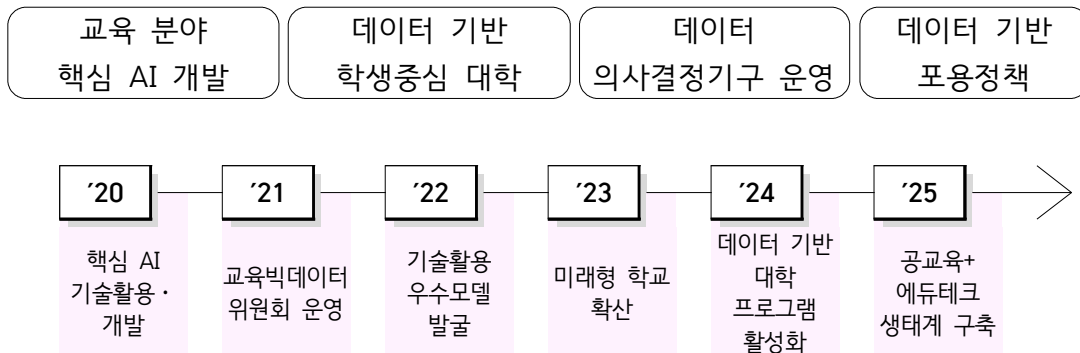 교육 분야
핵심 AI 개발
데이터 기반
학생중심 대학
데이터
의사결정기구 운영
데이터 기반
포용정책
′20
′21
′22
′23
′24
′25
핵심 AI
기술활용·
개발
교육빅데이터
위원회 운영
기술활용
우수모델
발굴
미래형 학교
확산
데이터 기반
대학
프로그램
활성화
공교육+
에듀테크
생태계 구축